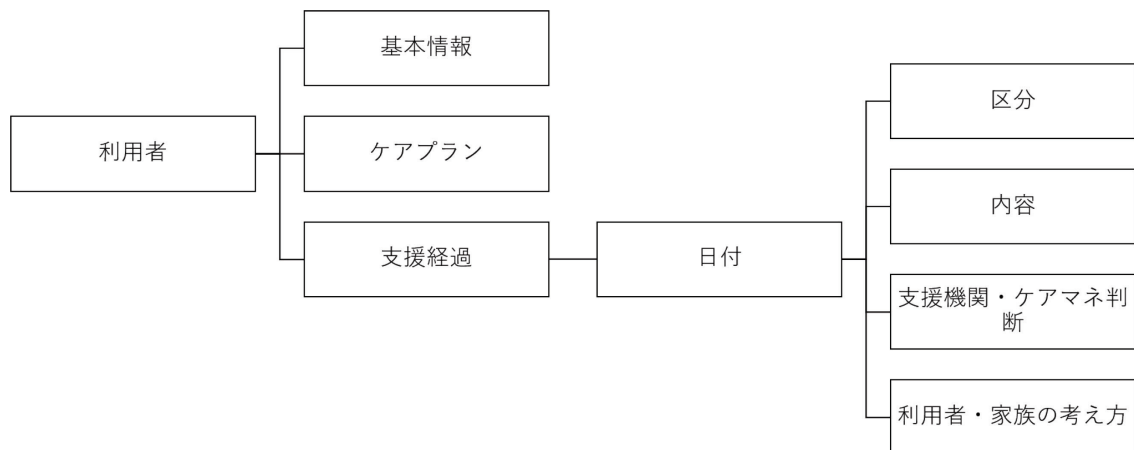 基本情報
利用者
ケアプラン
支援経過
日付
区分
内容
支援機関・ケアマネ判
断
利用者・家族の考え方